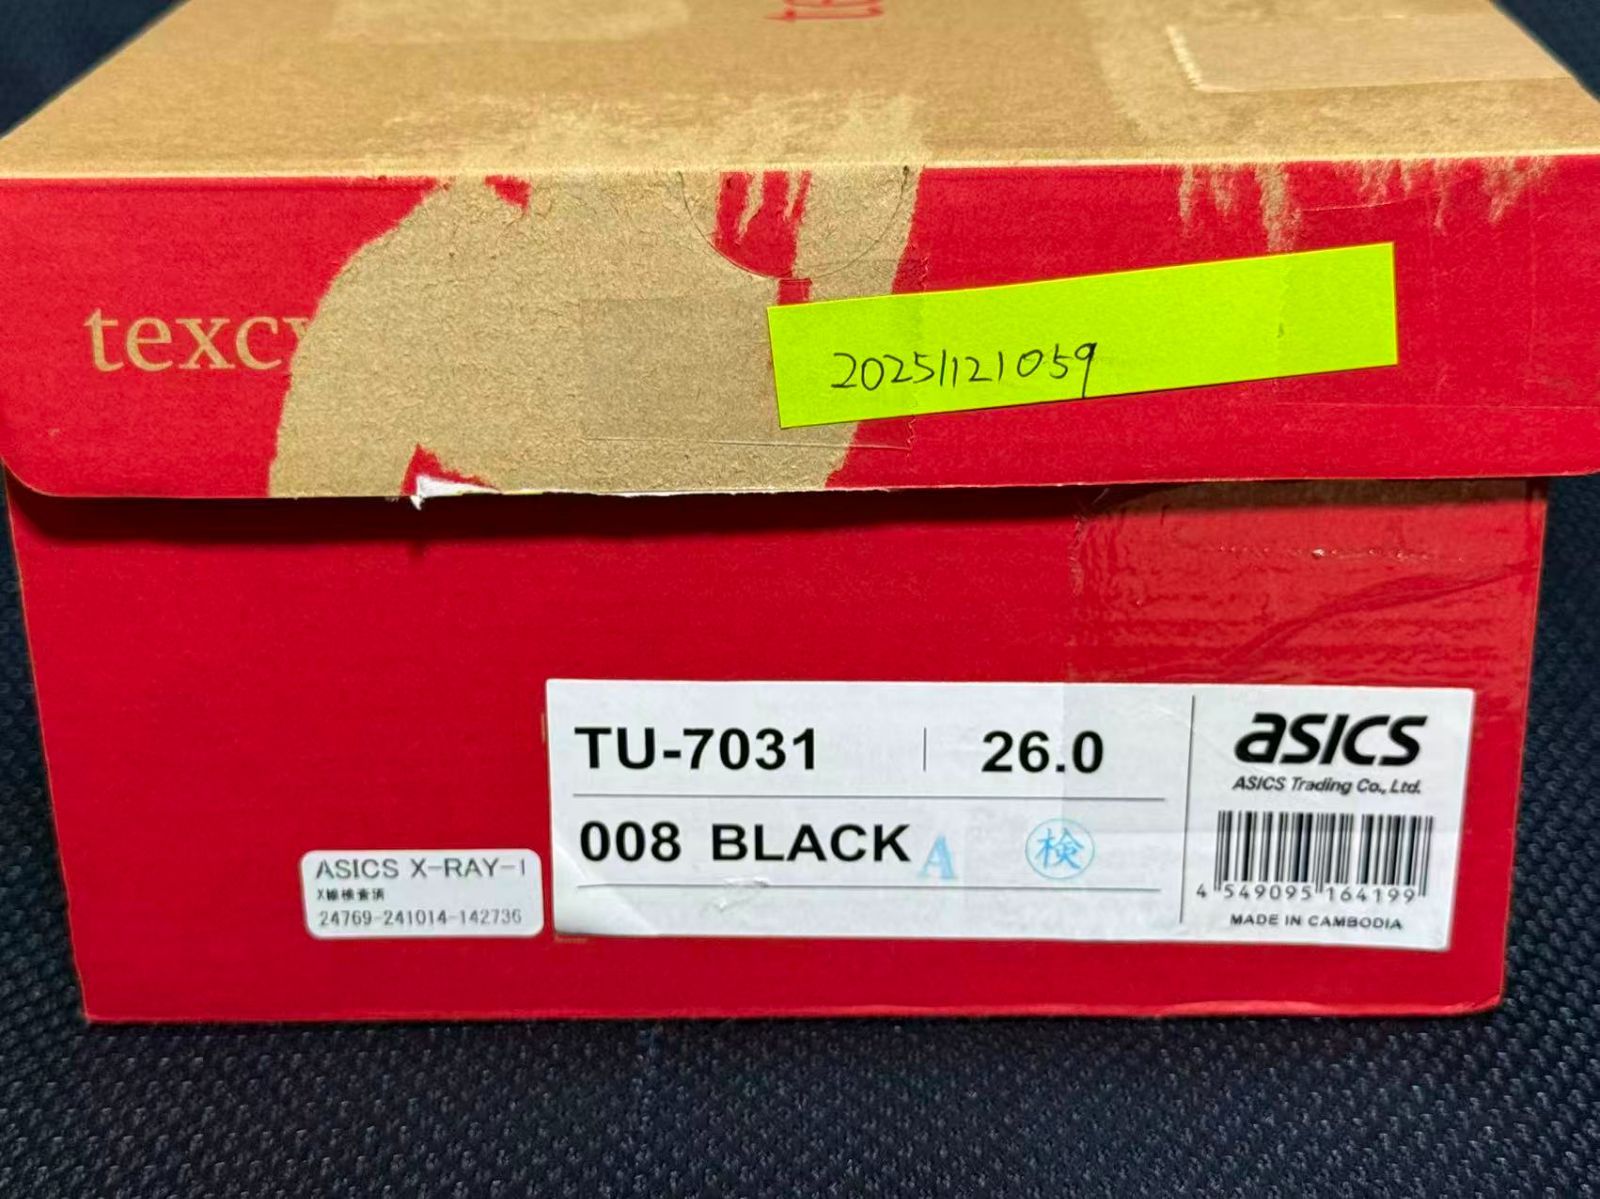 texcy
202511121059
TU-7031 | 26.0
008 BLACK A 検
asics
ASICS Trading Co., Ltd.
4 549095 164199
MADE IN CAMBODIA
ASICS X-RAY-I
X線検査済
24769-241014-142736